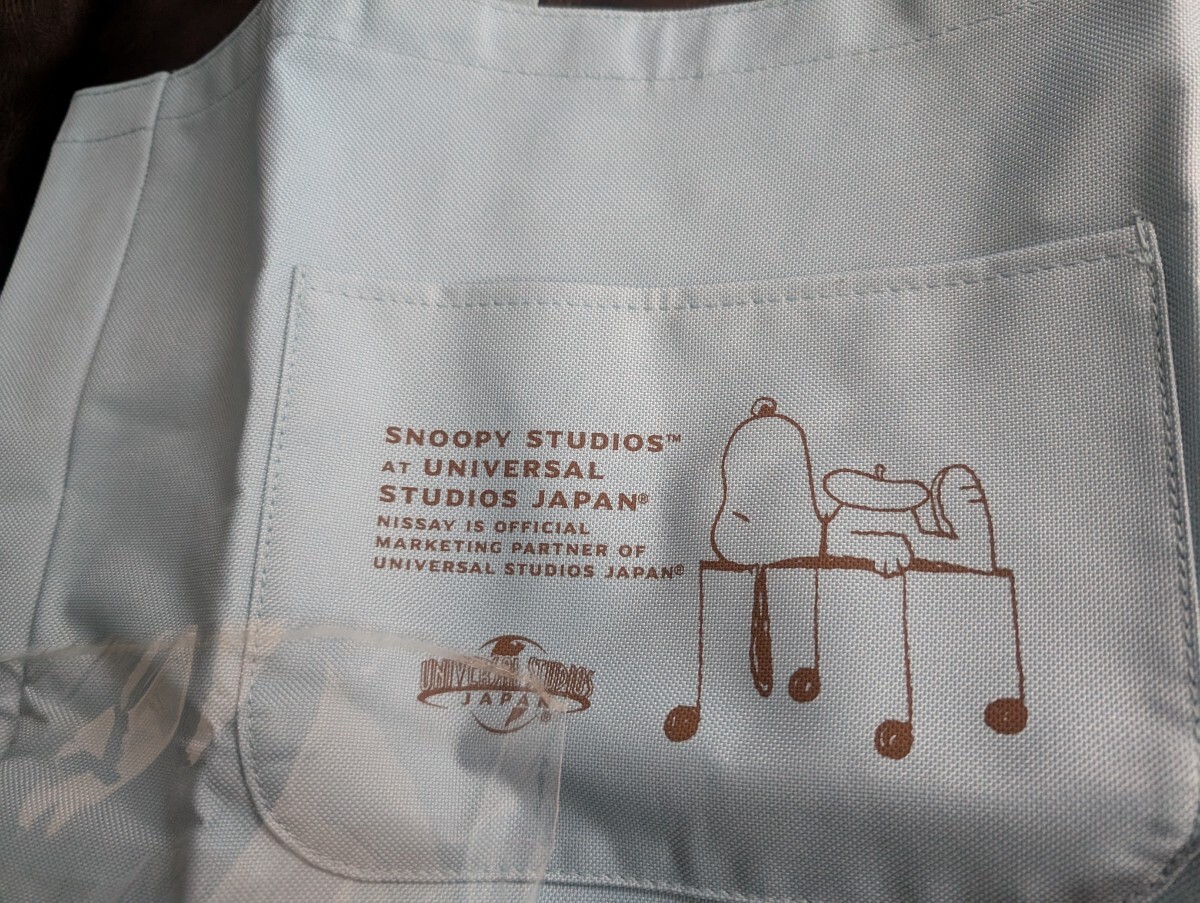 SNOOPY STUDIOS™
AT UNIVERSAL
STUDIOS JAPAN®
NISSAY IS OFFICIAL
MARKETING PARTNER OF
UNIVERSAL STUDIOS JAPAN®
UNIVERSAL STUDIOS
JAPAN®